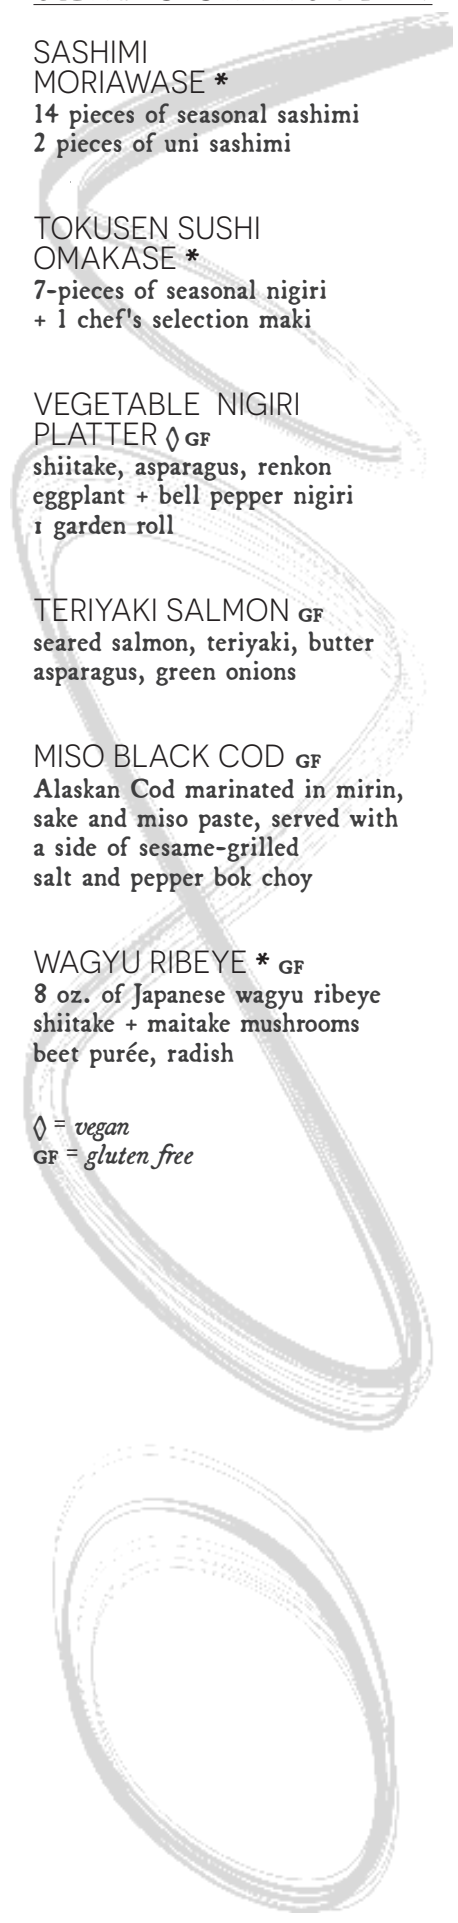 SASHIMI
MORIAWASE *
14 pieces of seasonal sashimi
2 pieces of uni sashimi
TOKUSEN SUSHI
OMAKASE *
7-pieces of seasonal nigiri
+ 1 chef's selection maki
VEGETABLE NIGIRI
PLATTER ◊ GF
shiitake, asparagus, renkon
eggplant + bell pepper nigiri
1 garden roll
TERIYAKI SALMON GF
seared salmon, teriyaki, butter
asparagus, green onions
MISO BLACK COD GF
Alaskan Cod marinated in mirin,
sake and miso paste, served with
a side of sesame-grilled
salt and pepper bok choy
WAGYU RIBEYE * GF
8 oz. of Japanese wagyu ribeye
shiitake + maitake mushrooms
beet purée, radish
◊ = vegan
GF = gluten free